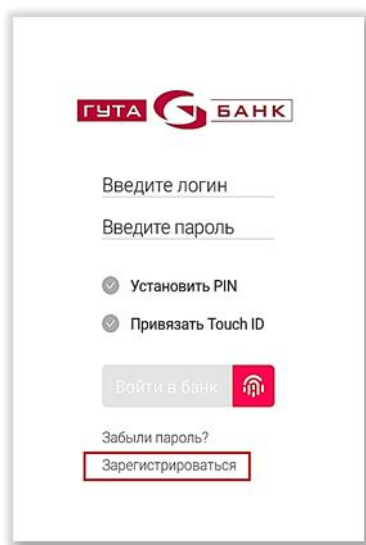 ГУТА БАНК
Введите логин
Введите пароль
Установить PIN
Привязать Touch ID
Войти в банк
Забыли пароль?
Зарегистрироваться